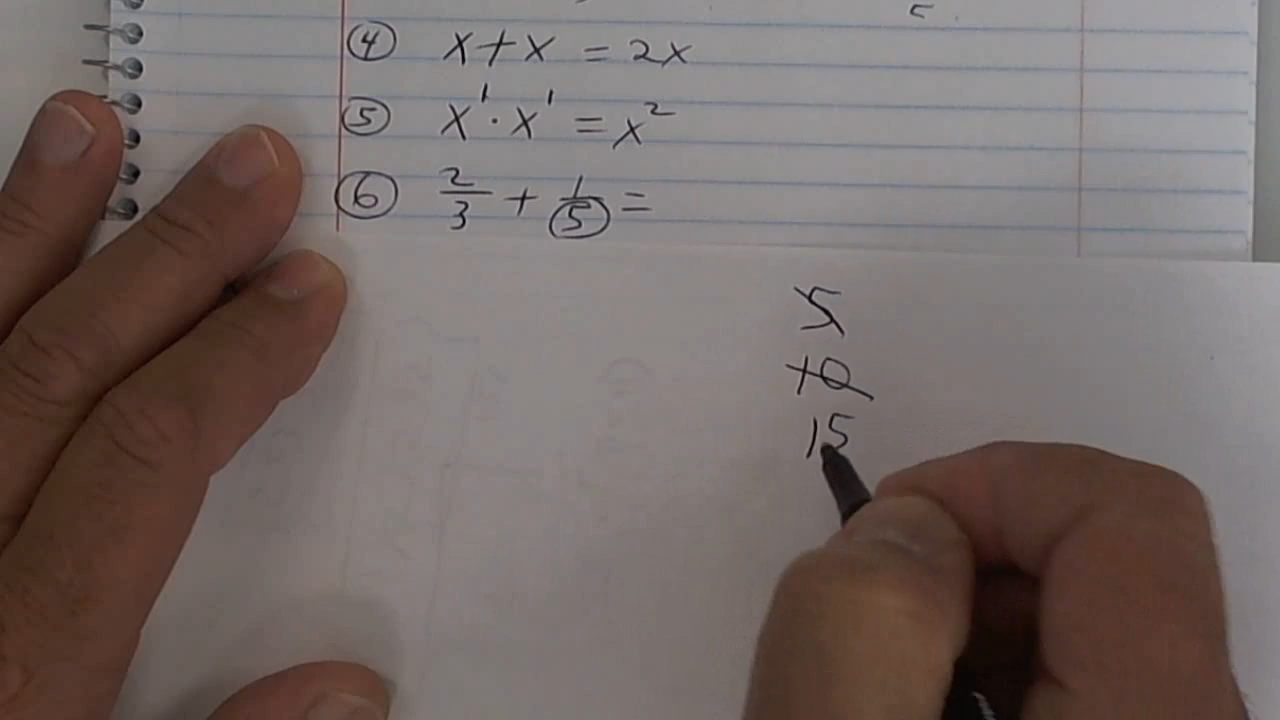 ④ x+x = 2x
⑤ x¹·x¹ = x²
⑥ 2/3 + 1/5 =
5
10
15